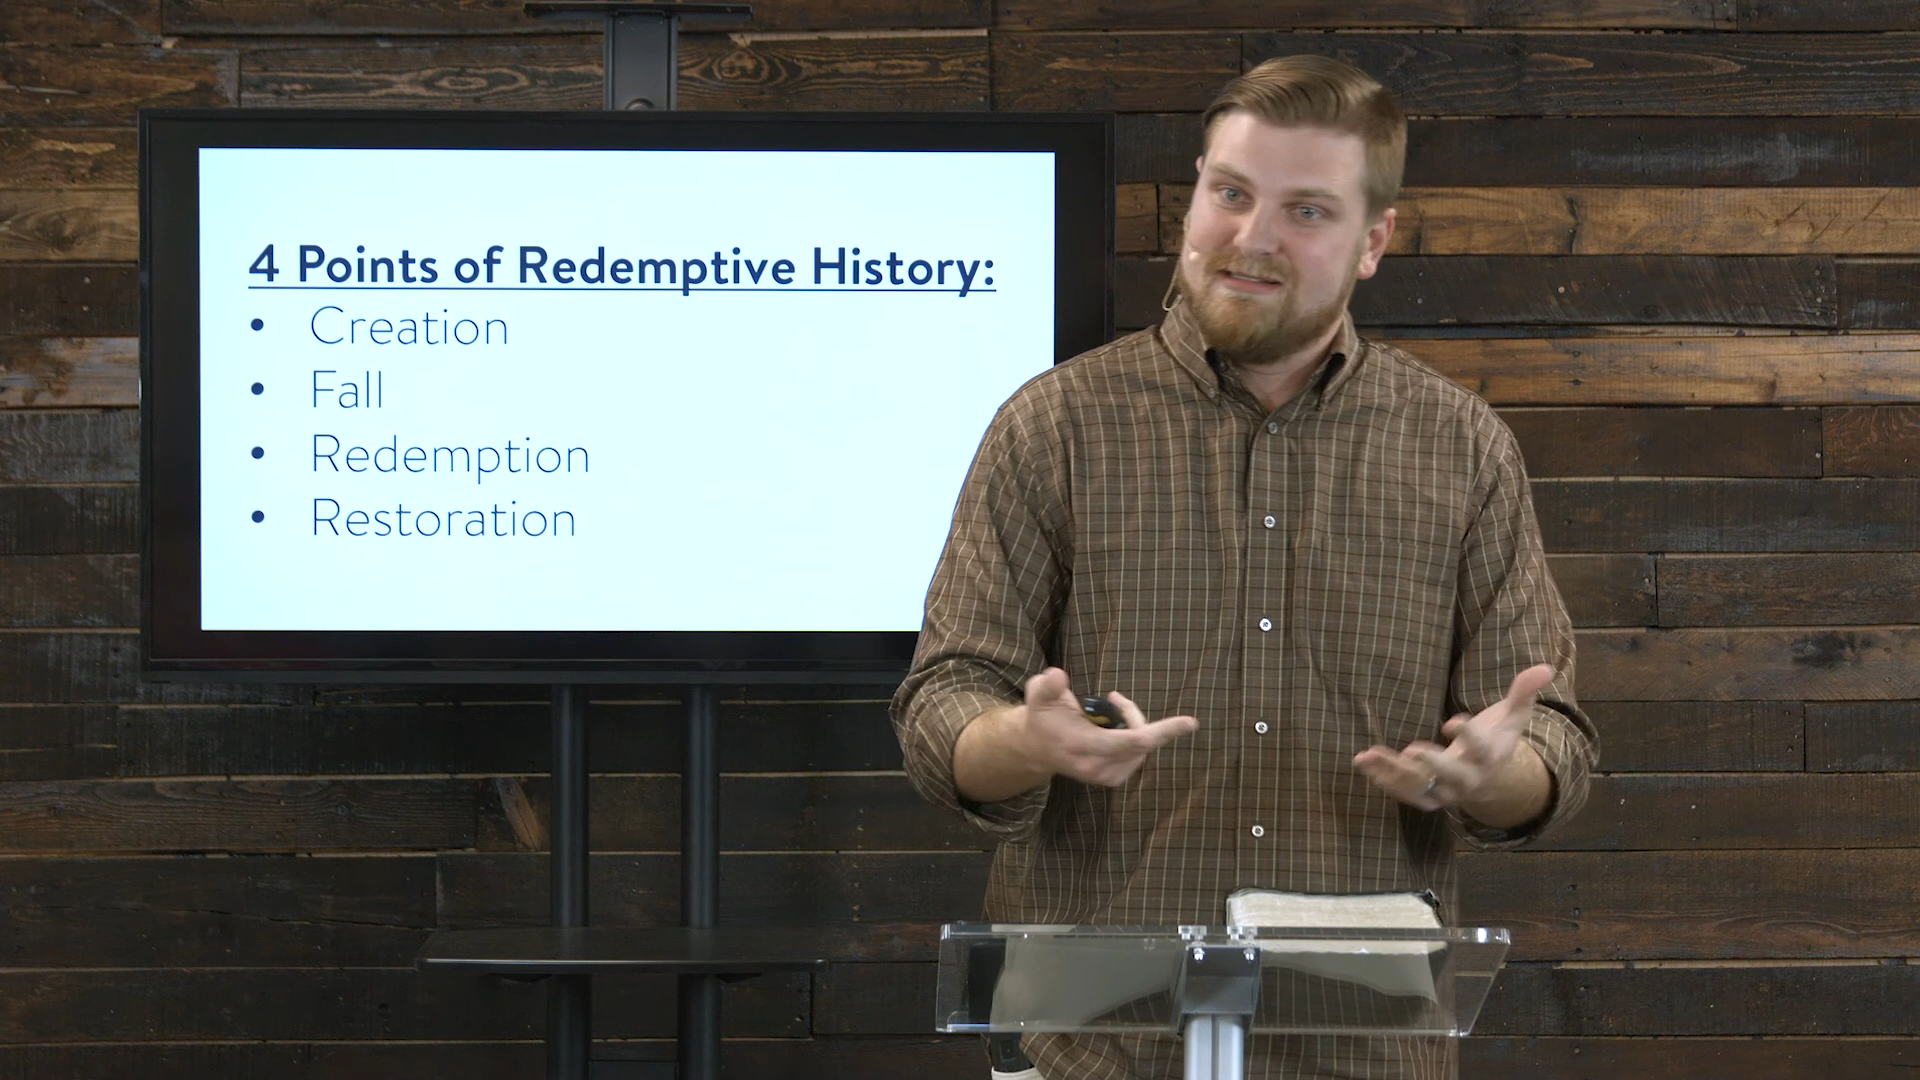 4 Points of Redemptive History:
• Creation
• Fall
• Redemption
• Restoration